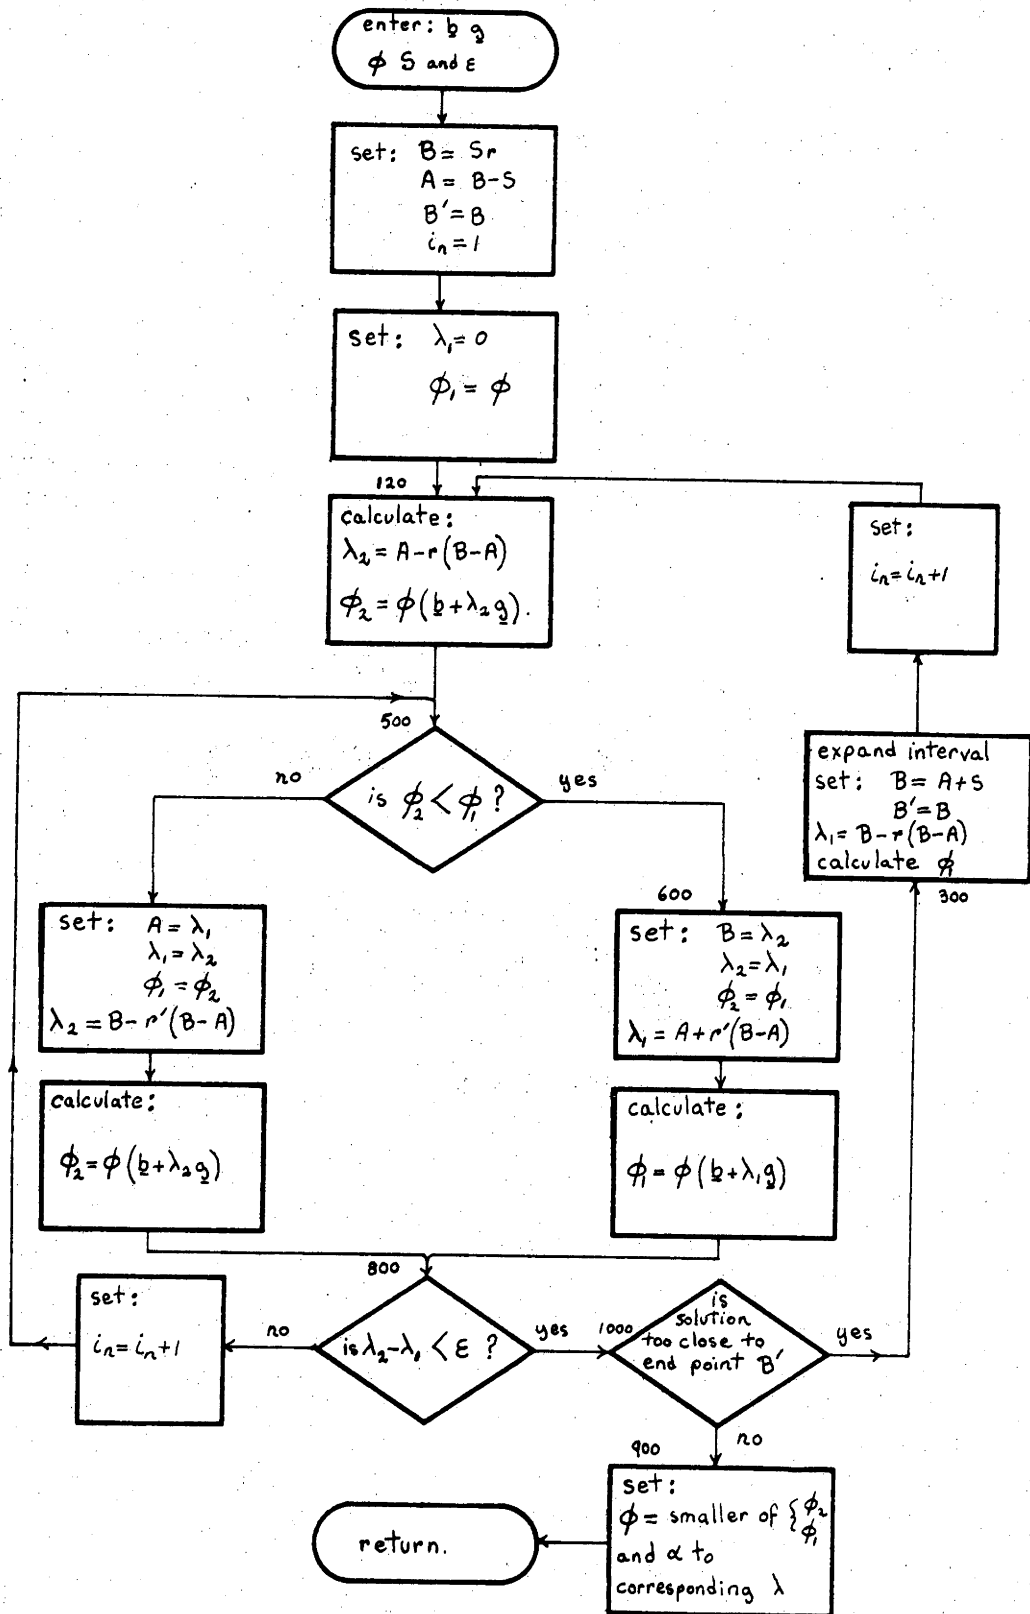 enter: b̲ g̲
ϕ S and ε
set: B = Sr
A = B-S
B' = B
iₙ = 1
set: λ₁ = 0
ϕ₁ = ϕ
120
calculate:
λ₂ = A-r(B-A)
ϕ₂ = ϕ(b̲+λ₂g̲).
set:
iₙ = iₙ+1
500
is ϕ₂ < ϕ₁ ?
no
yes
expand interval
set: B = A+S
B' = B
λ₁ = B-r(B-A)
calculate ϕ₁
300
set: A = λ₁
λ₁ = λ₂
ϕ₁ = ϕ₂
λ₂ = B-r'(B-A)
calculate:
ϕ₂ = ϕ(b̲+λ₂g̲)
600
set: B = λ₂
λ₂ = λ₁
ϕ₂ = ϕ₁
λ₁ = A+r'(B-A)
calculate:
ϕ₁ = ϕ(b̲+λ₁g̲)
800
is λ₂-λ₁ < ε ?
no
yes
set:
iₙ = iₙ+1
1000
is
solution
too close to
end point B'
yes
no
900
set:
ϕ = smaller of {ϕ₂
ϕ₁
and α to
corresponding λ
return.